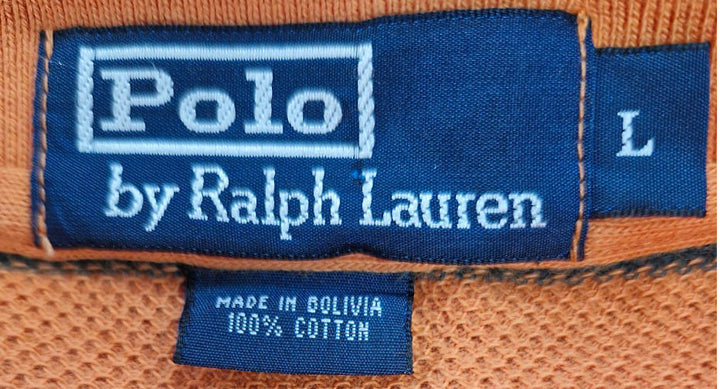 Polo
by Ralph Lauren
L
MADE IN BOLIVIA
100% COTTON